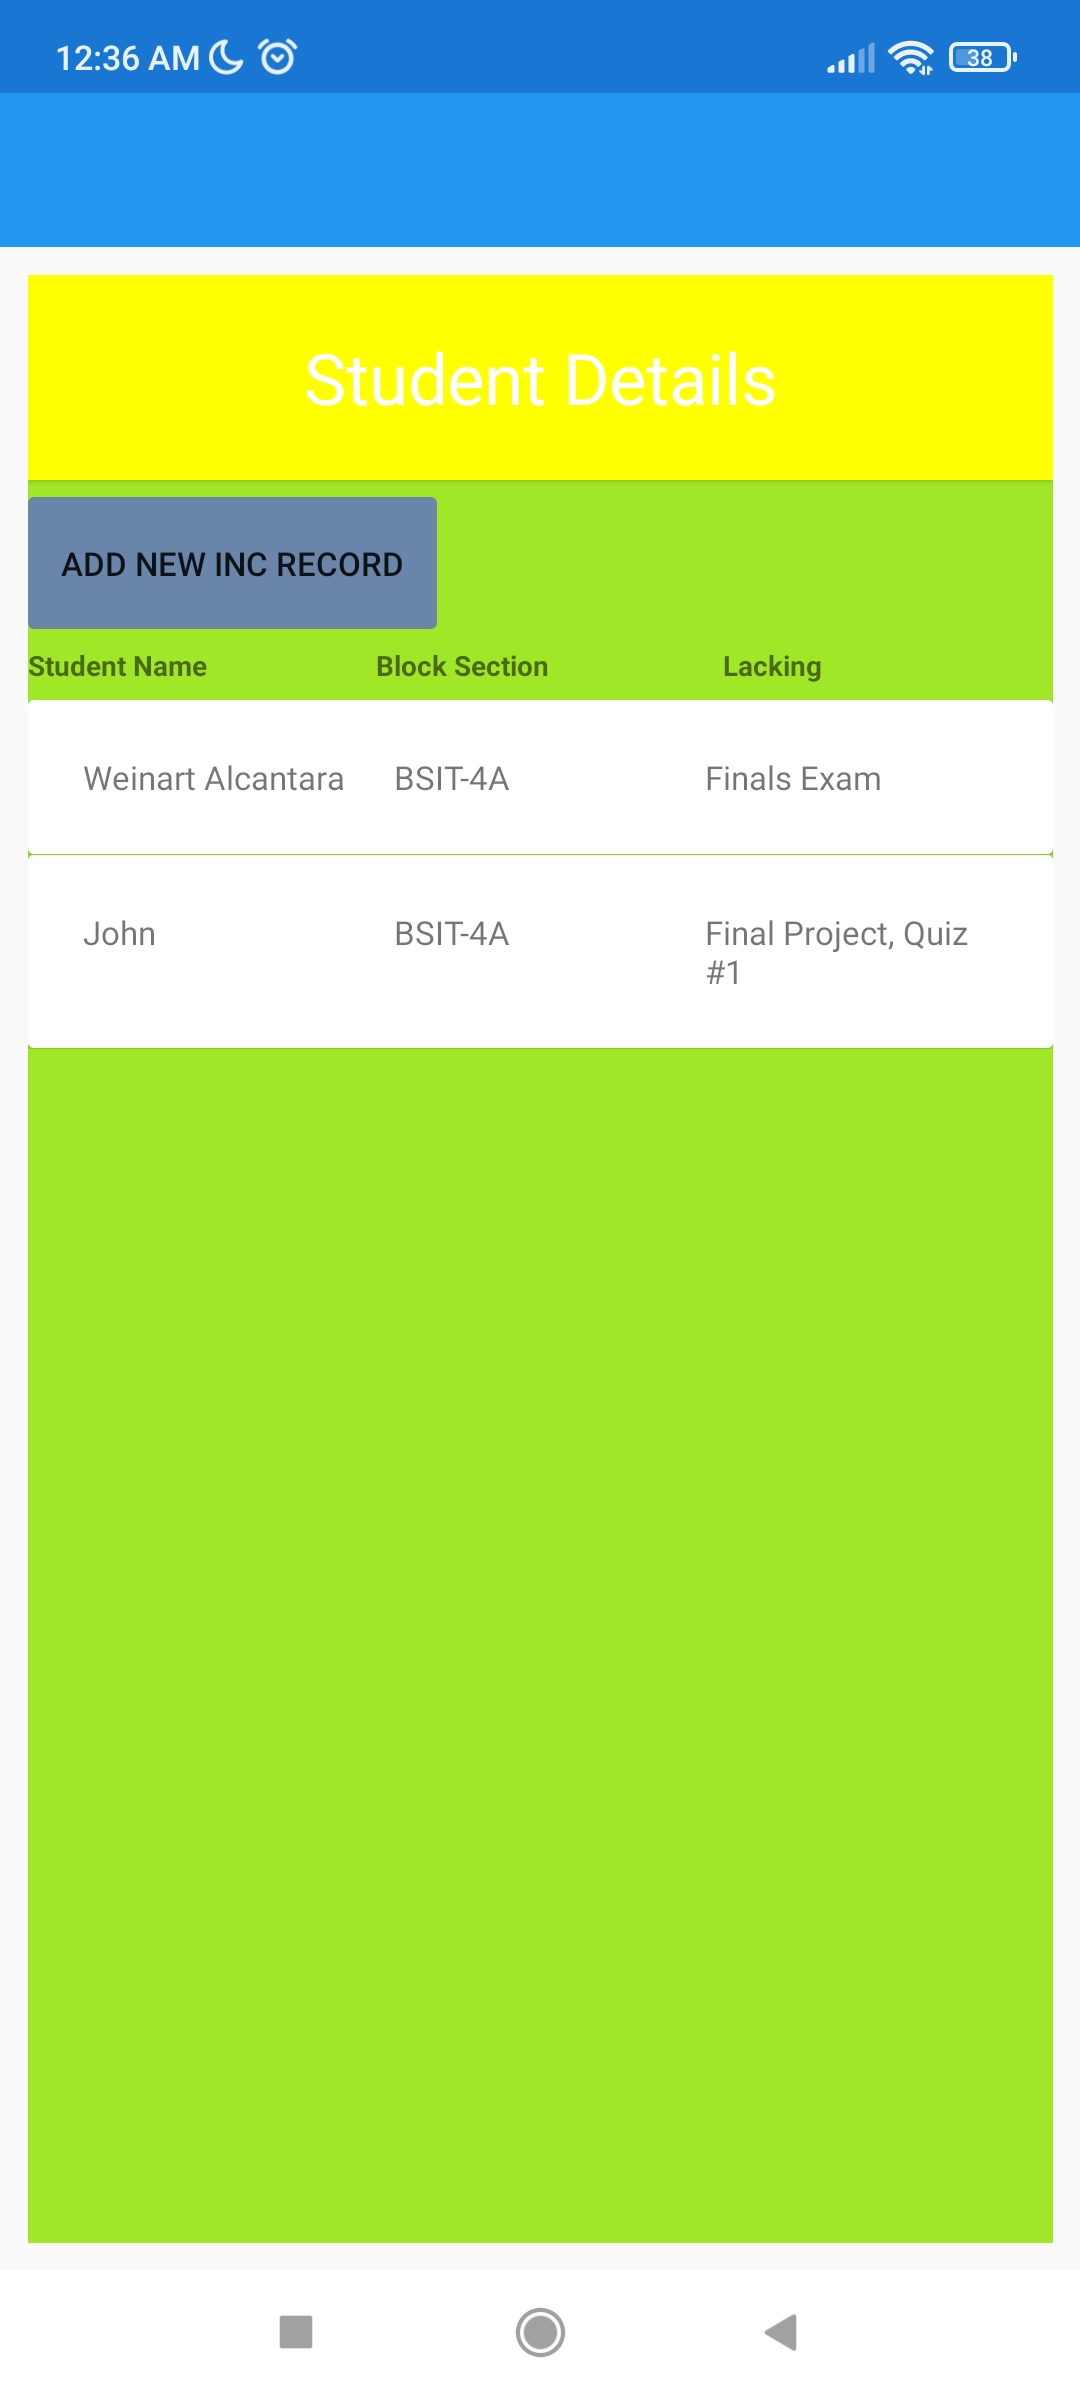 12:36 AM 38
Student Details
ADD NEW INC RECORD
Student Name Block Section Lacking
Weinart Alcantara BSIT-4A Finals Exam
John BSIT-4A Final Project, Quiz
#1